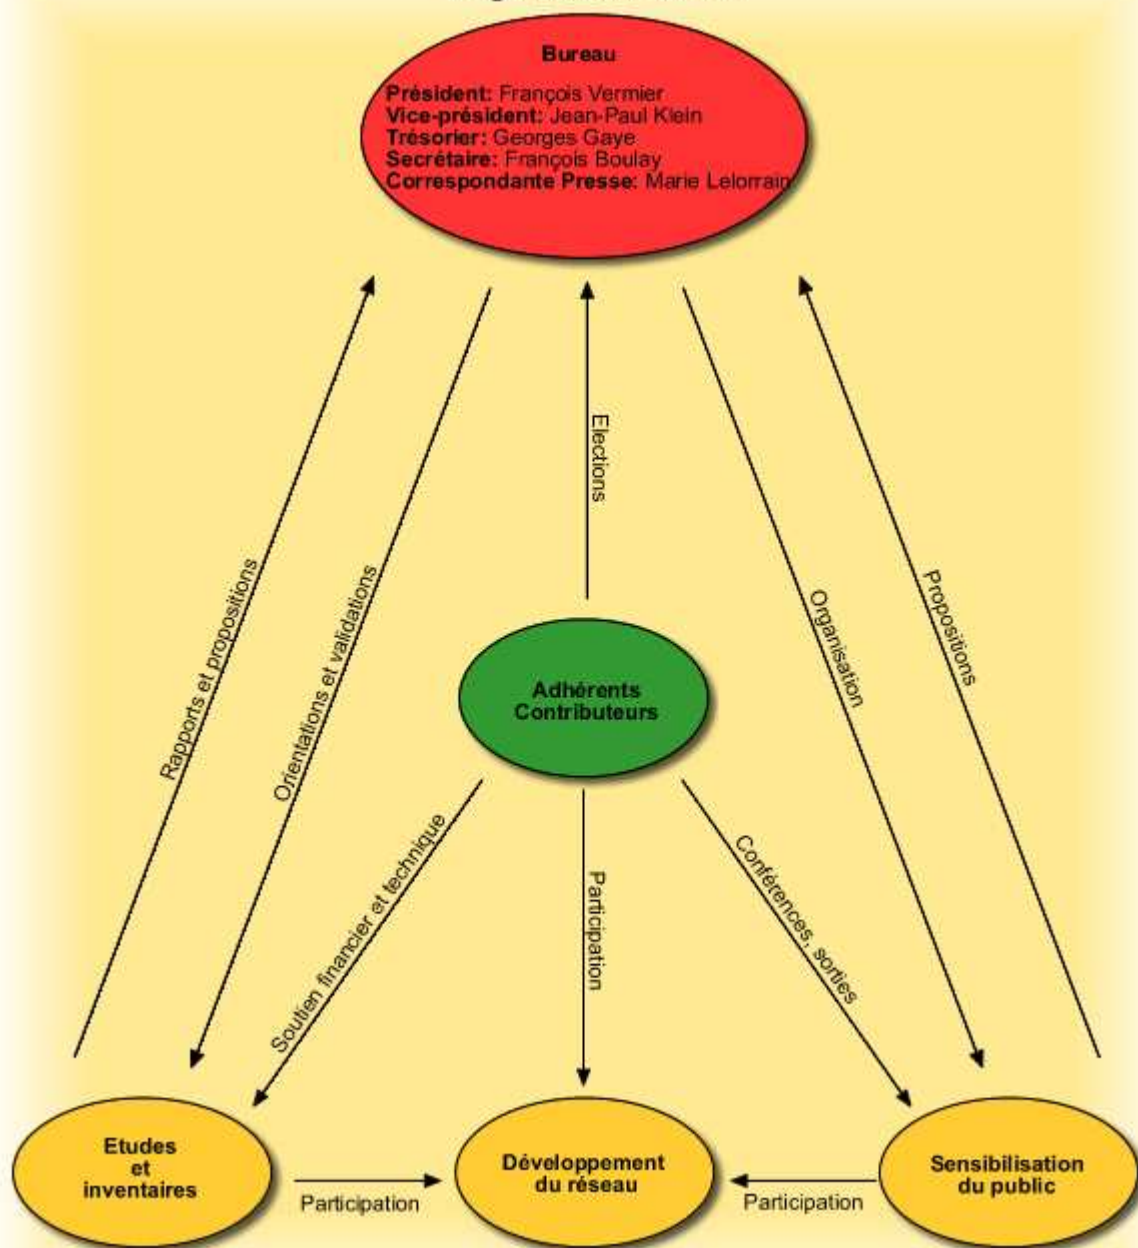 Bureau
Président: François Vermier
Vice-président: Jean-Paul Klein
Trésorier: Georges Gaye
Secrétaire: François Boulay
Correspondante Presse: Marie Lelorrain
Elections
Rapports et propositions
Orientations et validations
Organisation
Propositions
Adhérents
Contributeurs
Soutien financier et technique
Participation
Conférences, sorties
Etudes
et
inventaires
Participation
Développement
du réseau
Participation
Sensibilisation
du public